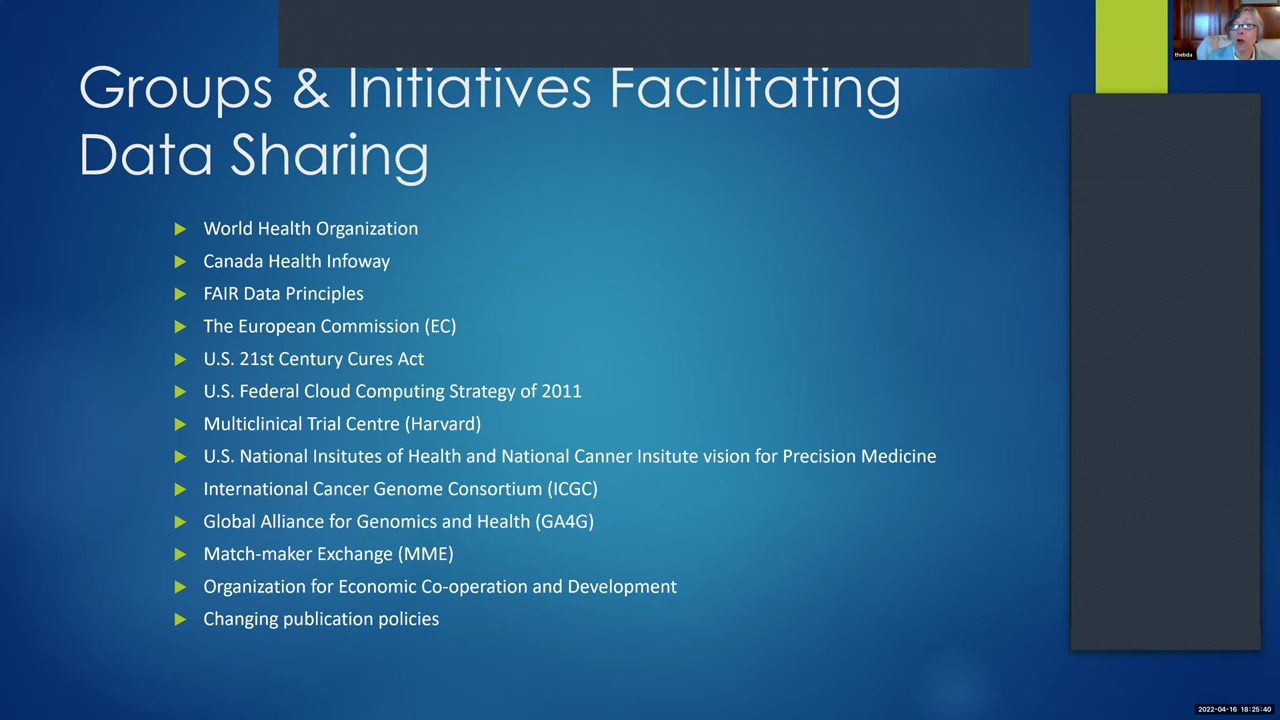 Groups & Initiatives Facilitating
Data Sharing
World Health Organization
Canada Health Infoway
FAIR Data Principles
The European Commission (EC)
U.S. 21st Century Cures Act
U.S. Federal Cloud Computing Strategy of 2011
Multiclinical Trial Centre (Harvard)
U.S. National Insitutes of Health and National Canner Insitute vision for Precision Medicine
International Cancer Genome Consortium (ICGC)
Global Alliance for Genomics and Health (GA4G)
Match-maker Exchange (MME)
Organization for Economic Co-operation and Development
Changing publication policies
thebda
2022-04-16 18:25:40